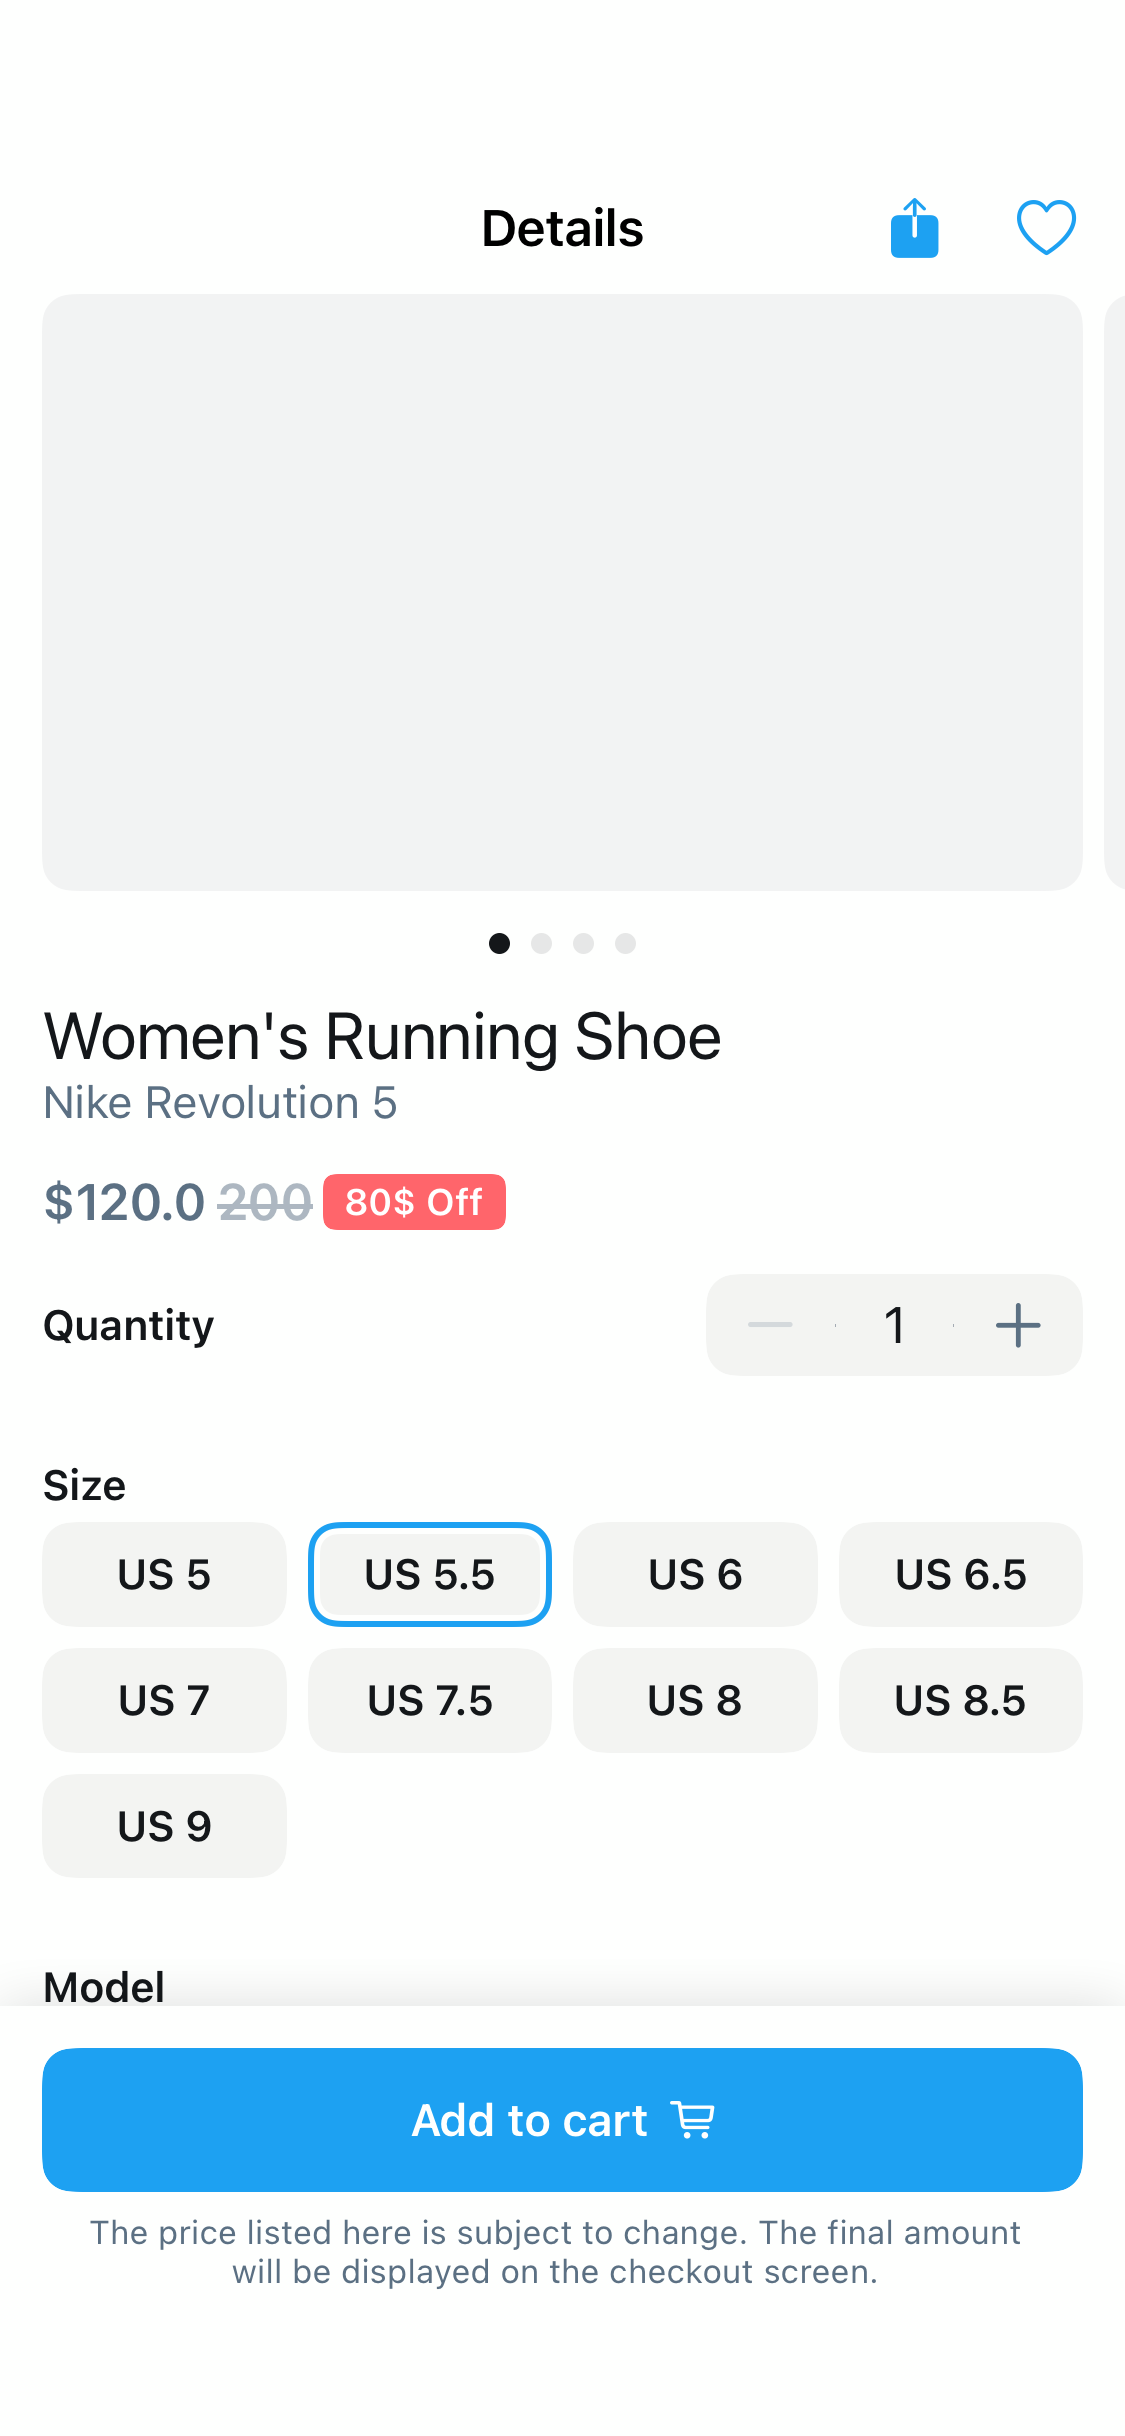 Details
Women's Running Shoe
Nike Revolution 5
$120.0 200 80$ Off
Quantity 1
Size
US 5 US 5.5 US 6 US 6.5
US 7 US 7.5 US 8 US 8.5
US 9
Model
Add to cart
The price listed here is subject to change. The final amount
will be displayed on the checkout screen.